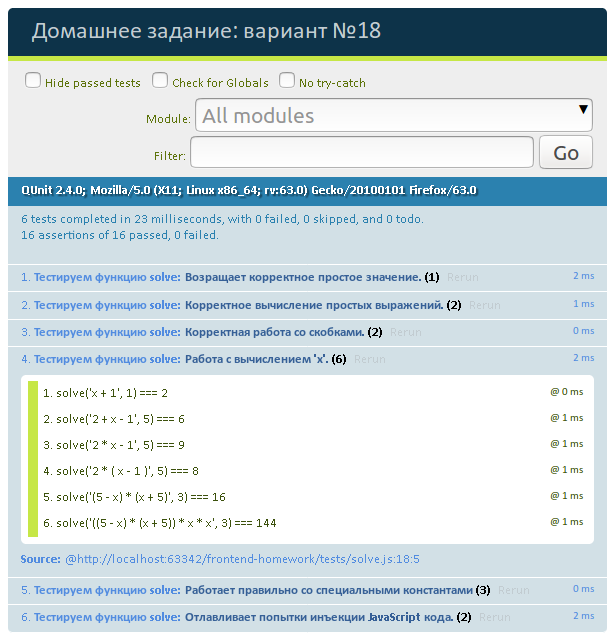 Домашнее задание: вариант №18
Hide passed tests Check for Globals No try-catch
Module: All modules
Filter: Go
QUnit 2.4.0; Mozilla/5.0 (X11; Linux x86_64; rv:63.0) Gecko/20100101 Firefox/63.0
6 tests completed in 23 milliseconds, with 0 failed, 0 skipped, and 0 todo.
16 assertions of 16 passed, 0 failed.
1. Тестируем функцию solve: Возращает корректное простое значение. (1) Rerun 2 ms
2. Тестируем функцию solve: Корректное вычисление простых выражений. (2) Rerun 1 ms
3. Тестируем функцию solve: Корректная работа со скобками. (2) Rerun 0 ms
4. Тестируем функцию solve: Работа с вычислением 'x'. (6) Rerun 2 ms
1. solve('x + 1', 1) === 2 @ 0 ms
2. solve('2 + x - 1', 5) === 6 @ 1 ms
3. solve('2 * x - 1', 5) === 9 @ 1 ms
4. solve('2 * ( x - 1 )', 5) === 8 @ 1 ms
5. solve('(5 - x) * (x + 5)', 3) === 16 @ 1 ms
6. solve('((5 - x) * (x + 5)) * x * x', 3) === 144 @ 1 ms
Source: @http://localhost:63342/frontend-homework/tests/solve.js:18:5
5. Тестируем функцию solve: Работает правильно со специальными константами (3) Rerun 0 ms
6. Тестируем функцию solve: Отлавливает попытки инъекции JavaScript кода. (2) Rerun 2 ms